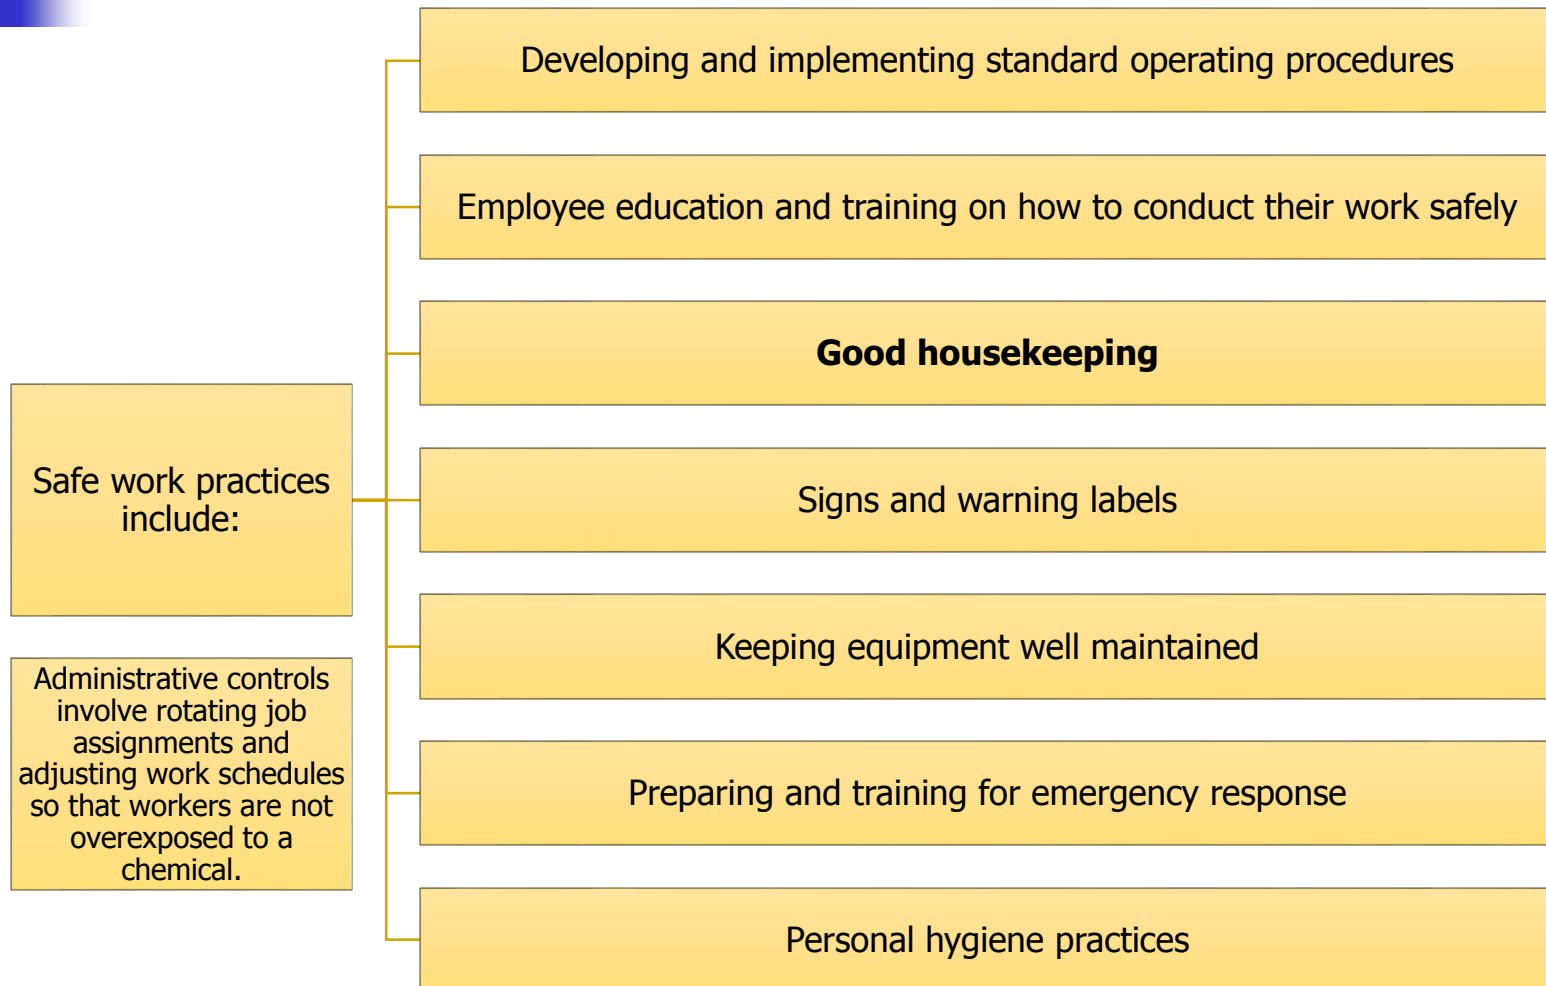 Safe work practices
include:
Developing and implementing standard operating procedures
Employee education and training on how to conduct their work safely
Good housekeeping
Signs and warning labels
Keeping equipment well maintained
Preparing and training for emergency response
Personal hygiene practices
Administrative controls
involve rotating job
assignments and
adjusting work schedules
so that workers are not
overexposed to a
chemical.